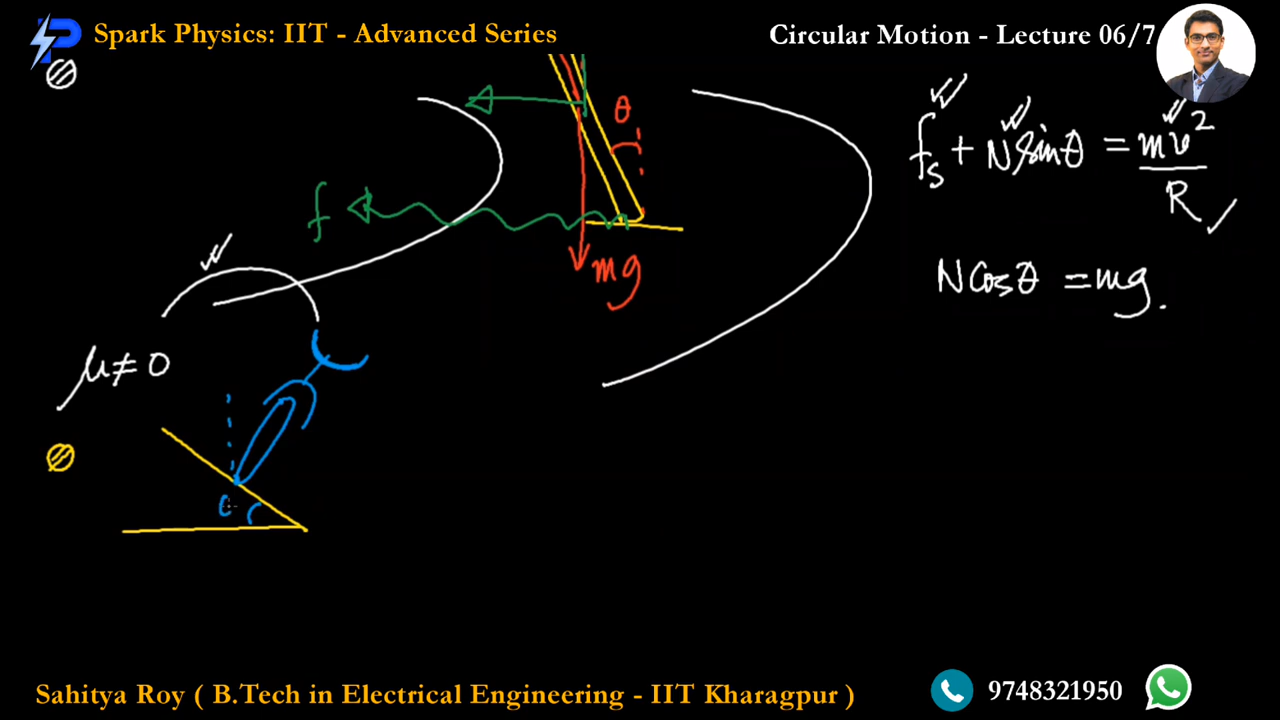 Spark Physics: IIT - Advanced Series
Circular Motion - Lecture 06/7
θ
f
mg
fs + N sinθ = mv²/R
N Cosθ = mg.
μ ≠ 0
Sahitya Roy ( B.Tech in Electrical Engineering - IIT Kharagpur )
9748321950